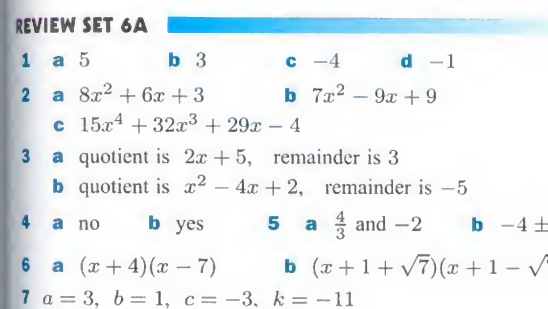 REVIEW SET 6A
1 a 5 b 3 c −4 d −1
2 a 8x² + 6x + 3 b 7x² − 9x + 9
c 15x⁴ + 32x³ + 29x − 4
3 a quotient is 2x + 5, remainder is 3
b quotient is x² − 4x + 2, remainder is −5
4 a no b yes 5 a 4/3 and −2 b −4 ±
6 a (x + 4)(x − 7) b (x + 1 + √7)(x + 1 − √
7 a = 3, b = 1, c = −3, k = −11